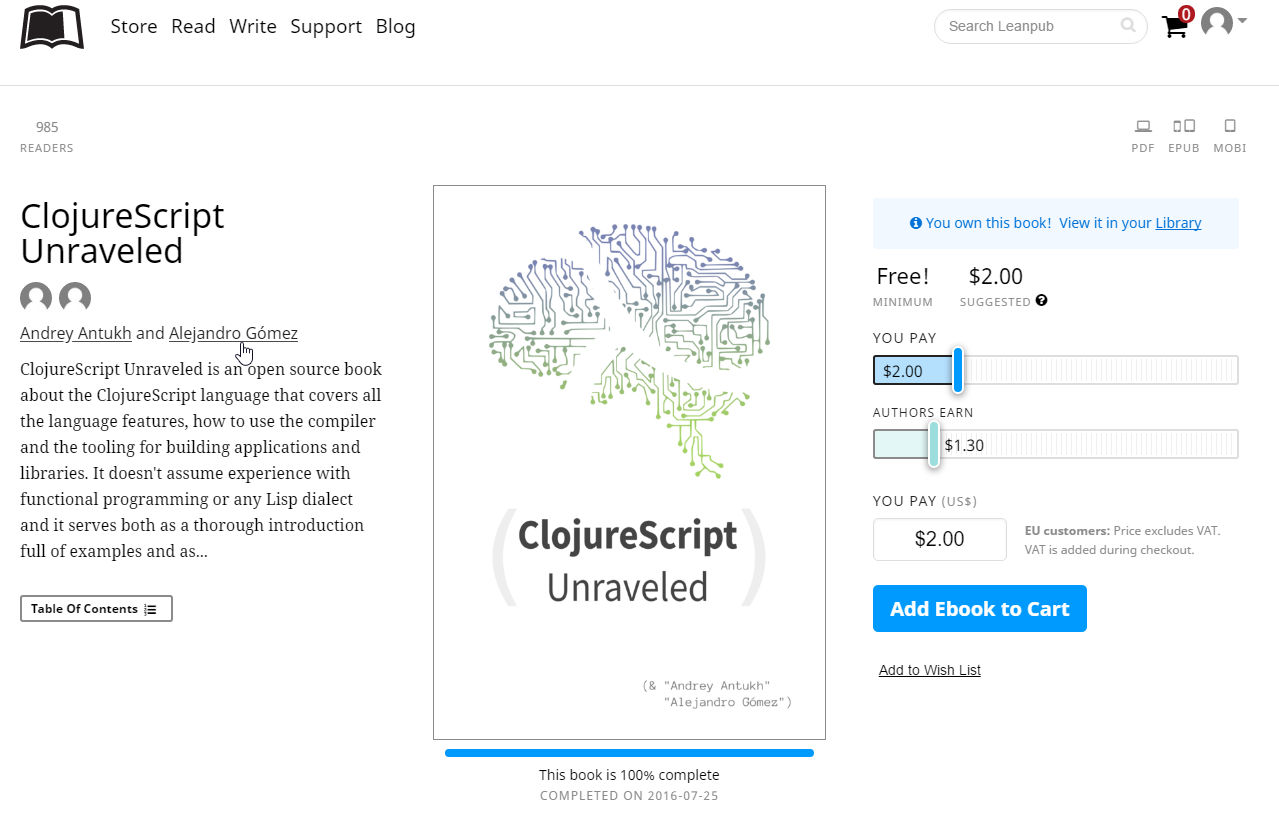 Store Read Write Support Blog
Search Leanpub
0
985
READERS
PDF EPUB MOBI
ClojureScript
Unraveled
Andrey Antukh and Alejandro Gómez
ClojureScript Unraveled is an open source book
about the ClojureScript language that covers all
the language features, how to use the compiler
and the tooling for building applications and
libraries. It doesn't assume experience with
functional programming or any Lisp dialect
and it serves both as a thorough introduction
full of examples and as...
Table Of Contents
(ClojureScript
Unraveled)
(& "Andrey Antukh"
"Alejandro Gómez")
This book is 100% complete
COMPLETED ON 2016-07-25
You own this book! View it in your Library
Free! $2.00
MINIMUM SUGGESTED
YOU PAY
$2.00
AUTHORS EARN
$1.30
YOU PAY (US$)
$2.00
EU customers: Price excludes VAT.
VAT is added during checkout.
Add Ebook to Cart
Add to Wish List